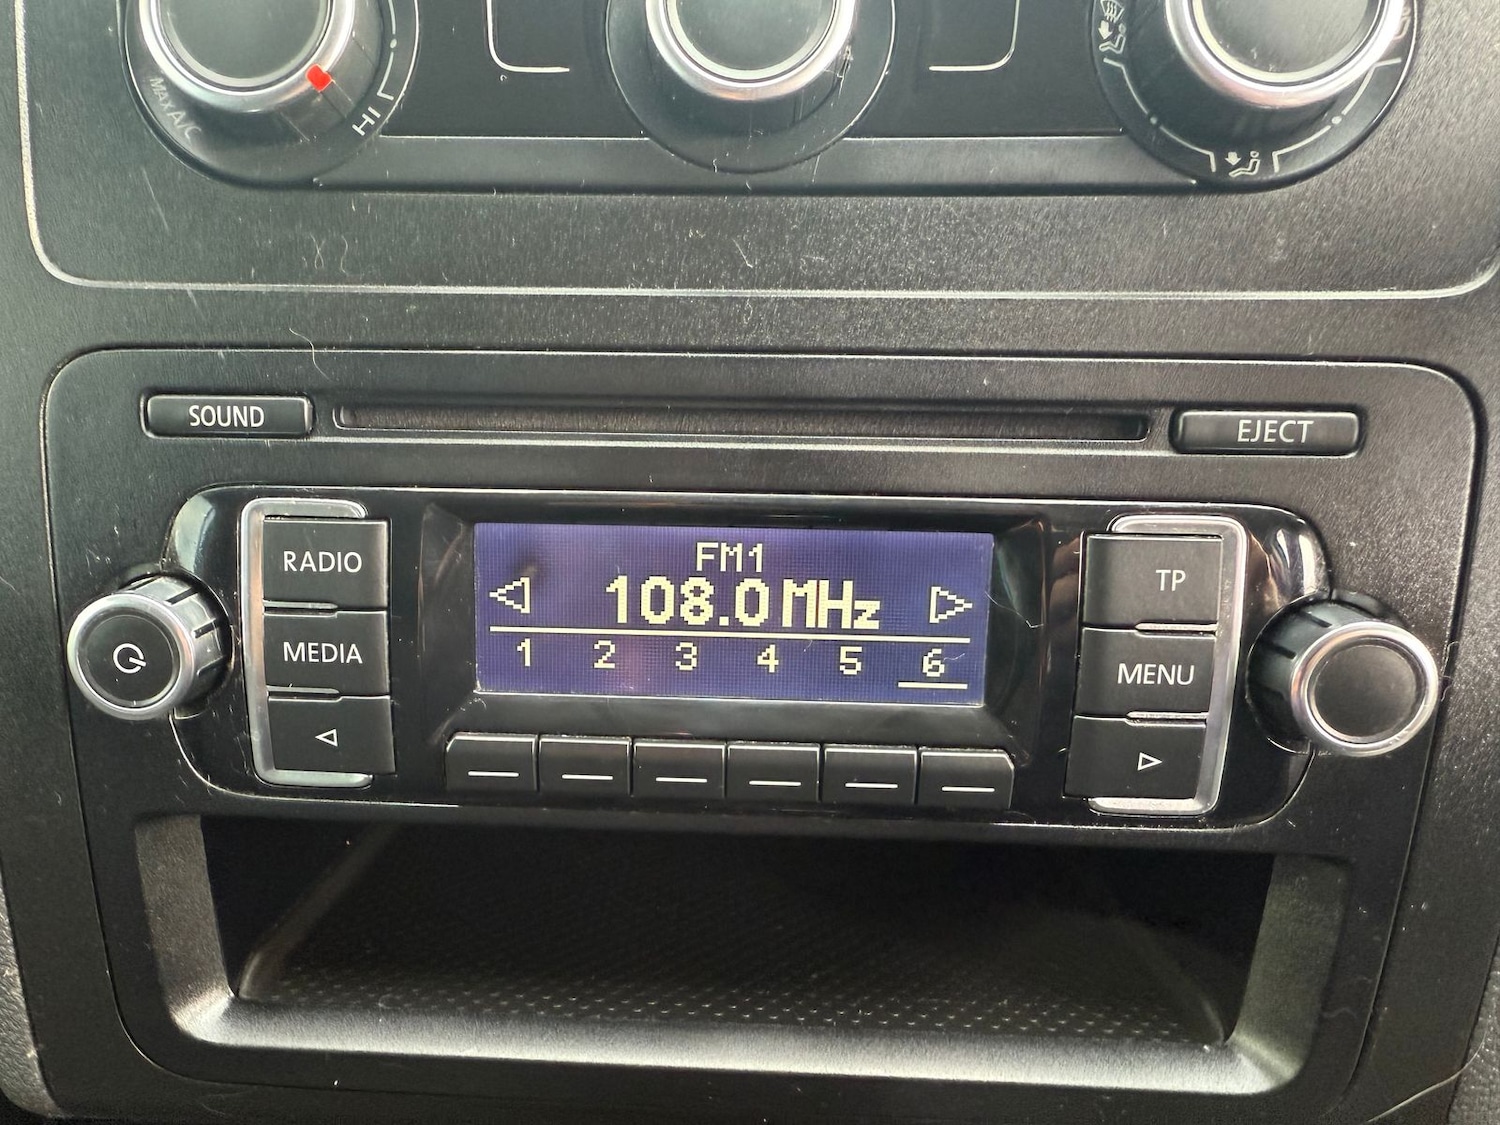 MAX A/C
HI
SOUND
EJECT
RADIO
FM1
TP
108.0 MHz
MEDIA
1 2 3 4 5 6
MENU